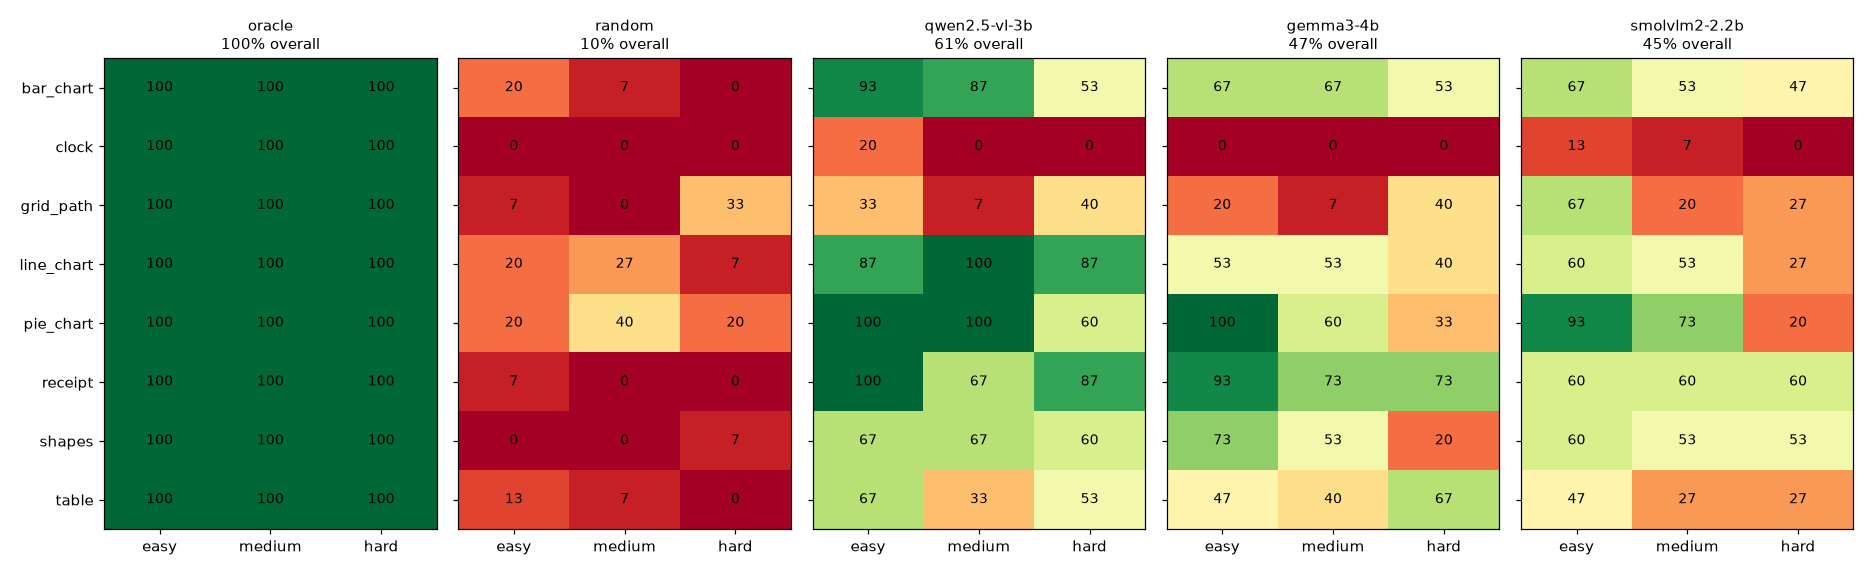 oracle
100% overall
random
10% overall
qwen2.5-vl-3b
61% overall
gemma3-4b
47% overall
smolvlm2-2.2b
45% overall
bar_chart 100 100 100 20 7 0 93 87 53 67 67 53 67 53 47
clock 100 100 100 0 0 0 20 0 0 0 0 0 13 7 0
grid_path 100 100 100 7 0 33 33 7 40 20 7 40 67 20 27
line_chart 100 100 100 20 27 7 87 100 87 53 53 40 60 53 27
pie_chart 100 100 100 20 40 20 100 100 60 100 60 33 93 73 20
receipt 100 100 100 7 0 0 100 67 87 93 73 73 60 60 60
shapes 100 100 100 0 0 7 67 67 60 73 53 20 60 53 53
table 100 100 100 13 7 0 67 33 53 47 40 67 47 27 27
easy medium hard easy medium hard easy medium hard easy medium hard easy medium hard